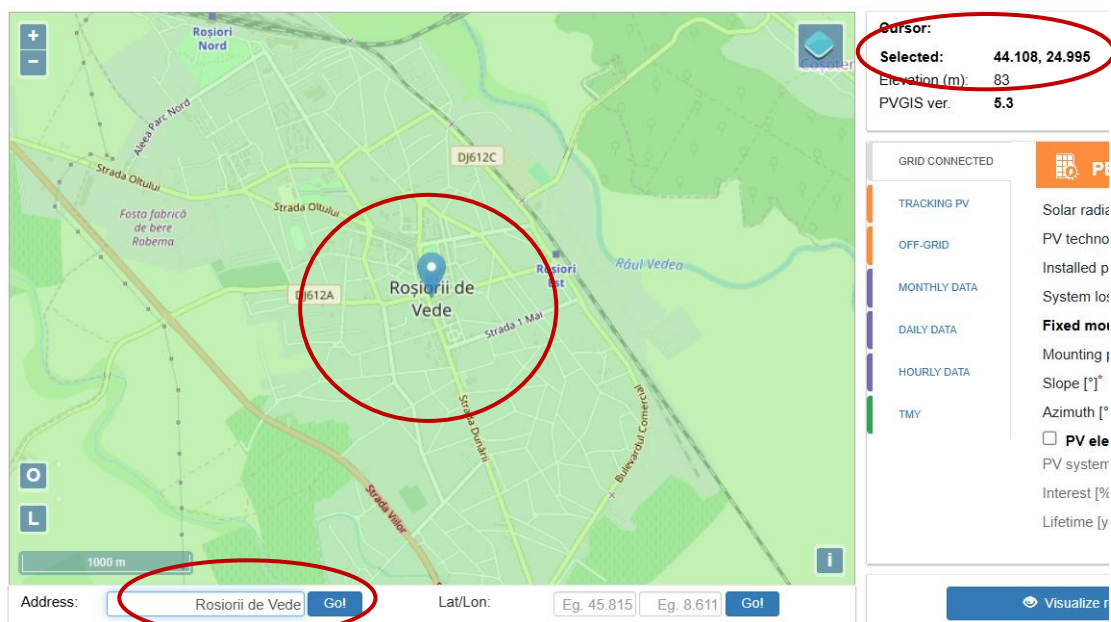 +
−
Roșiori
Nord
Coșoten
Aleea Parc Nord
DJ612C
Strada Oltului
Strada Oltului
Fosta fabrică
de bere
Robema
Râul Vedea
Roșiori
Est
DJ612A
Roșiorii de
Vede
Strada 1 Mai
Strada Dunării
Bulevardul Comercial
Strada Viilor
O
L
1000 m
i
Address:
Rosiorii de Vede
Go!
Lat/Lon:
Eg. 45.815
Eg. 8.611
Go!
Cursor:
Selected: 44.108, 24.995
Elevation (m): 83
PVGIS ver. 5.3
GRID CONNECTED
TRACKING PV
OFF-GRID
MONTHLY DATA
DAILY DATA
HOURLY DATA
TMY
PE
Solar radia
PV techno
Installed p
System los
Fixed mou
Mounting p
Slope [°]*
Azimuth [°
PV ele
PV system
Interest [%
Lifetime [y
Visualize r